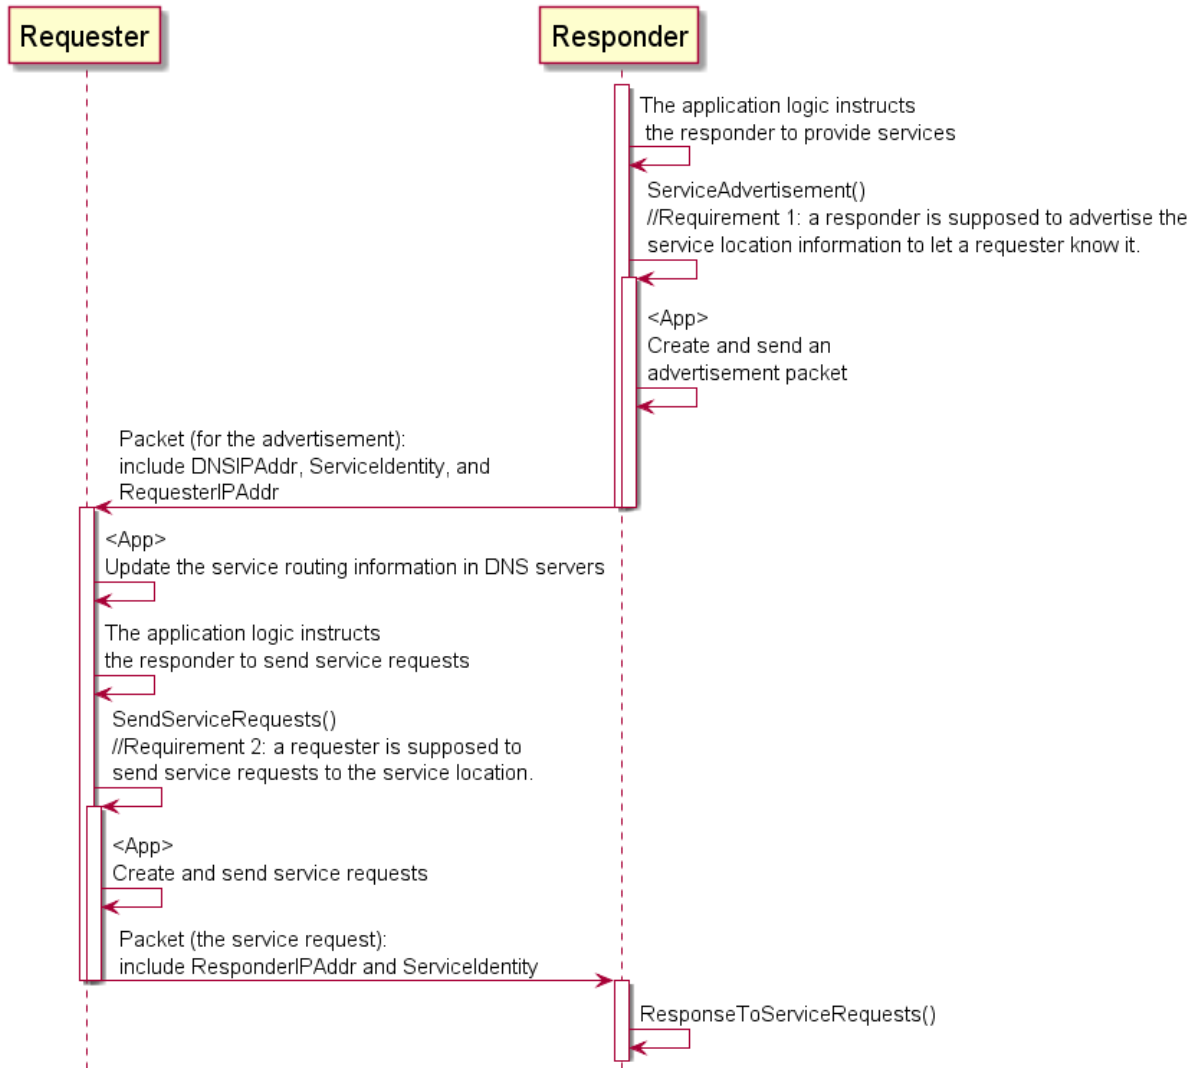 Requester
Responder
The application logic instructs
the responder to provide services
ServiceAdvertisement()
//Requirement 1: a responder is supposed to advertise the
service location information to let a requester know it.
<App>
Create and send an
advertisement packet
Packet (for the advertisement):
include DNSIPAddr, ServiceIdentity, and
RequesterIPAddr
<App>
Update the service routing information in DNS servers
The application logic instructs
the responder to send service requests
SendServiceRequests()
//Requirement 2: a requester is supposed to
send service requests to the service location.
<App>
Create and send service requests
Packet (the service request):
include ResponderIPAddr and ServiceIdentity
ResponseToServiceRequests()